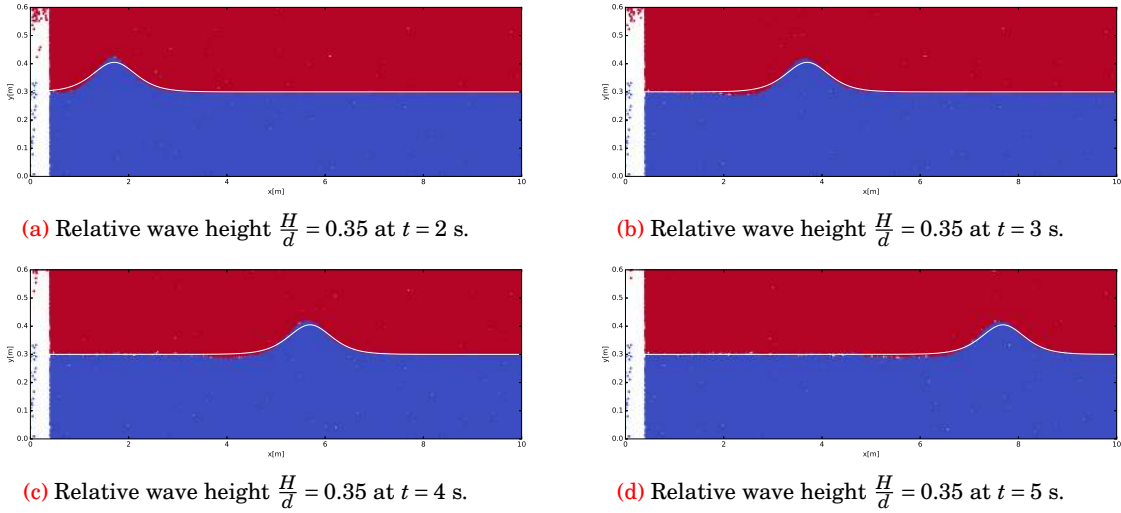 0.6
0.5
0.4
0.3
0.2
0.1
0.0
y[m]
0 2 4 6 8 10
x[m]
0.6
0.5
0.4
0.3
0.2
0.1
0.0
y[m]
0 2 4 6 8 10
x[m]
(a) Relative wave height H/d = 0.35 at t = 2 s.
(b) Relative wave height H/d = 0.35 at t = 3 s.
0.6
0.5
0.4
0.3
0.2
0.1
0.0
y[m]
0 2 4 6 8 10
x[m]
0.6
0.5
0.4
0.3
0.2
0.1
0.0
y[m]
0 2 4 6 8 10
x[m]
(c) Relative wave height H/d = 0.35 at t = 4 s.
(d) Relative wave height H/d = 0.35 at t = 5 s.